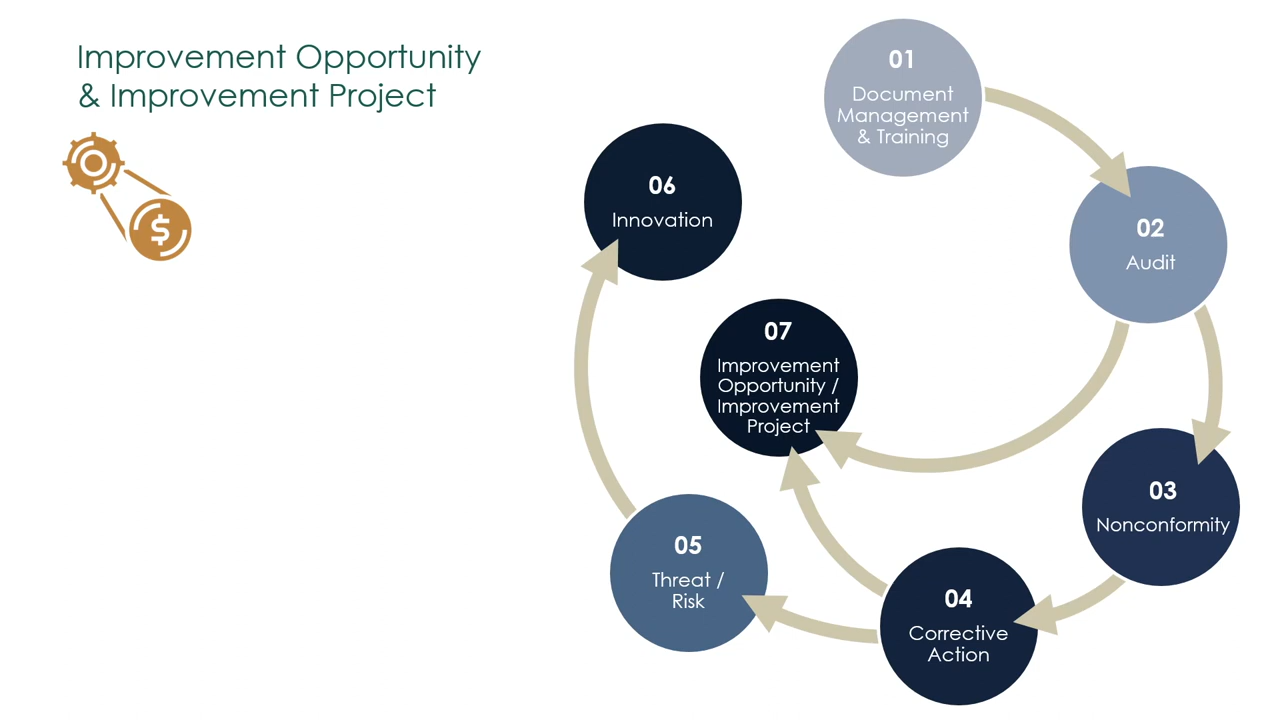 Improvement Opportunity
& Improvement Project
$
01
Document
Management
& Training
02
Audit
03
Nonconformity
04
Corrective
Action
05
Threat /
Risk
06
Innovation
07
Improvement
Opportunity /
Improvement
Project